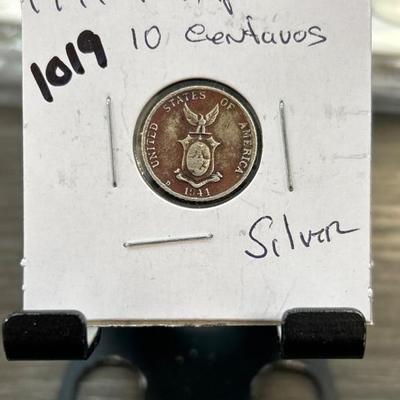 1019 10 Centavos
UNITED STATES OF AMERICA
D 1941
Silver